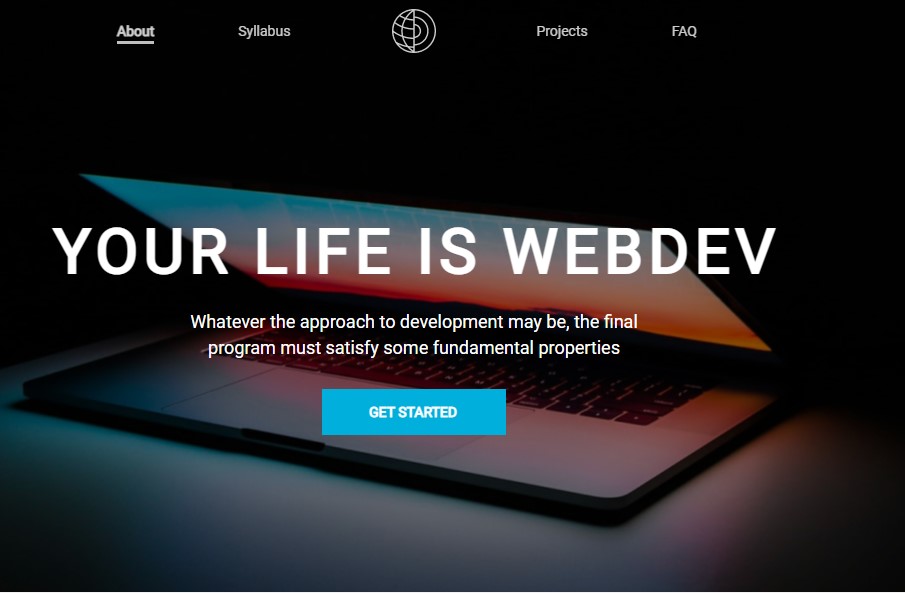 About
Syllabus
Projects
FAQ
YOUR LIFE IS WEBDEV
Whatever the approach to development may be, the final
program must satisfy some fundamental properties
GET STARTED